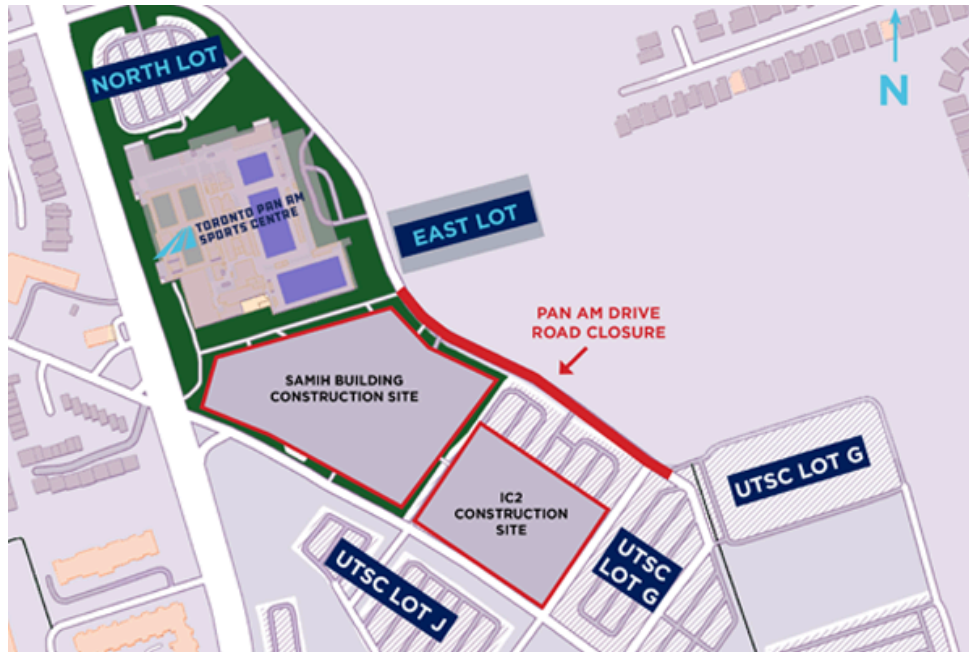 NORTH LOT
N
TORONTO PAN AM
SPORTS CENTRE
EAST LOT
PAN AM DRIVE
ROAD CLOSURE
SAMIH BUILDING
CONSTRUCTION SITE
IC2
CONSTRUCTION
SITE
UTSC LOT G
UTSC
LOT G
UTSC LOT J